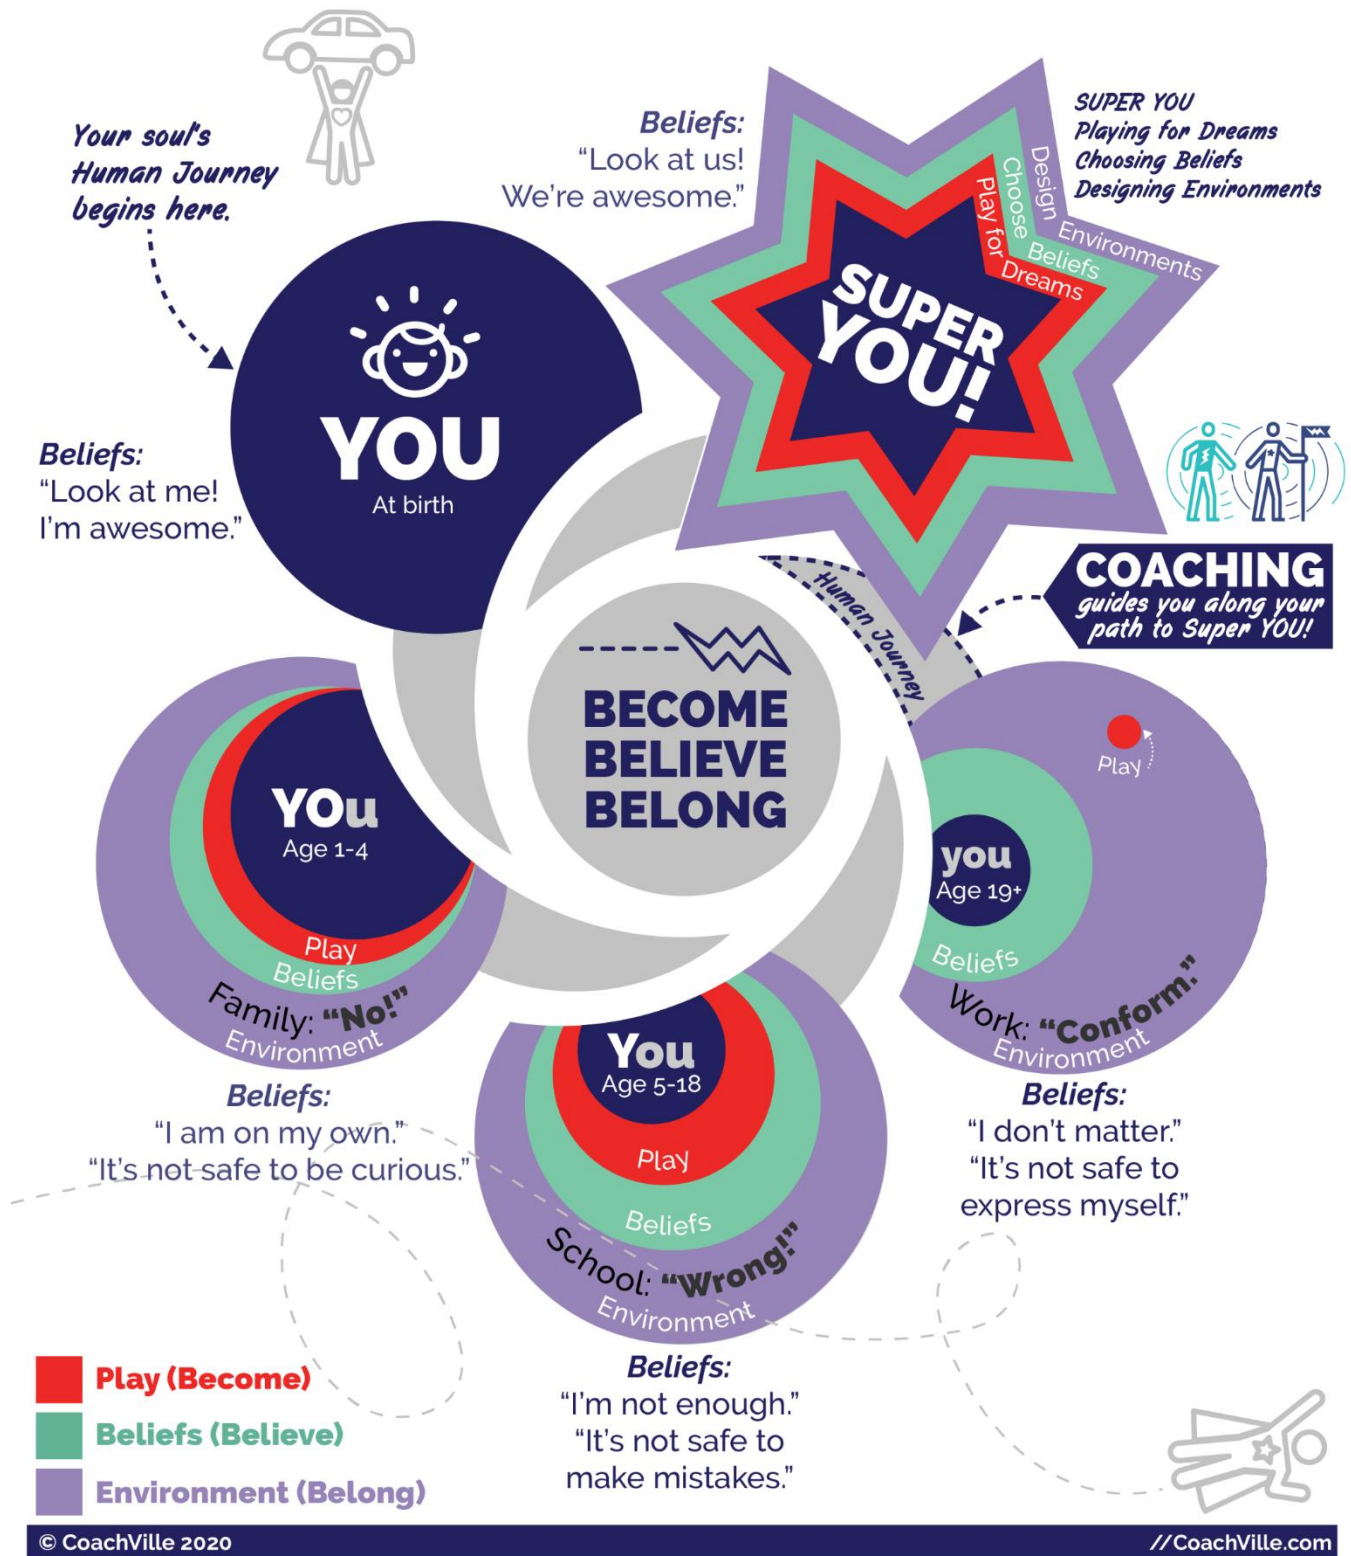 Your soul's
Human Journey
begins here.
Beliefs:
“Look at me!
I'm awesome.”
YOU
At birth
Beliefs:
“Look at us!
We're awesome.”
SUPER YOU
Playing for Dreams
Choosing Beliefs
Designing Environments
Design Environments
Choose Beliefs
Play for Dreams
SUPER
YOU!
COACHING
guides you along your
path to Super YOU!
Human Journey
BECOME
BELIEVE
BELONG
YOu
Age 1-4
Play
Beliefs
Family: “No!”
Environment
Beliefs:
“I am on my own.”
“It's not safe to be curious.”
You
Age 5-18
Play
Beliefs
School: “Wrong!”
Environment
Beliefs:
“I'm not enough.”
“It's not safe to
make mistakes.”
Play
you
Age 19+
Beliefs
Work: “Conform.”
Environment
Beliefs:
“I don't matter.”
“It's not safe to
express myself.”
Play (Become)
Beliefs (Believe)
Environment (Belong)
© CoachVille 2020
//CoachVille.com